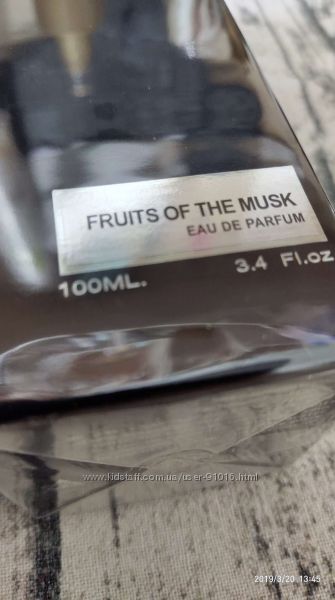 FRUITS OF THE MUSK
EAU DE PARFUM
100ML. 3.4 Fl.oz
www.kidstaff.com.ua/user-91016.html
2019/3/20 13:45